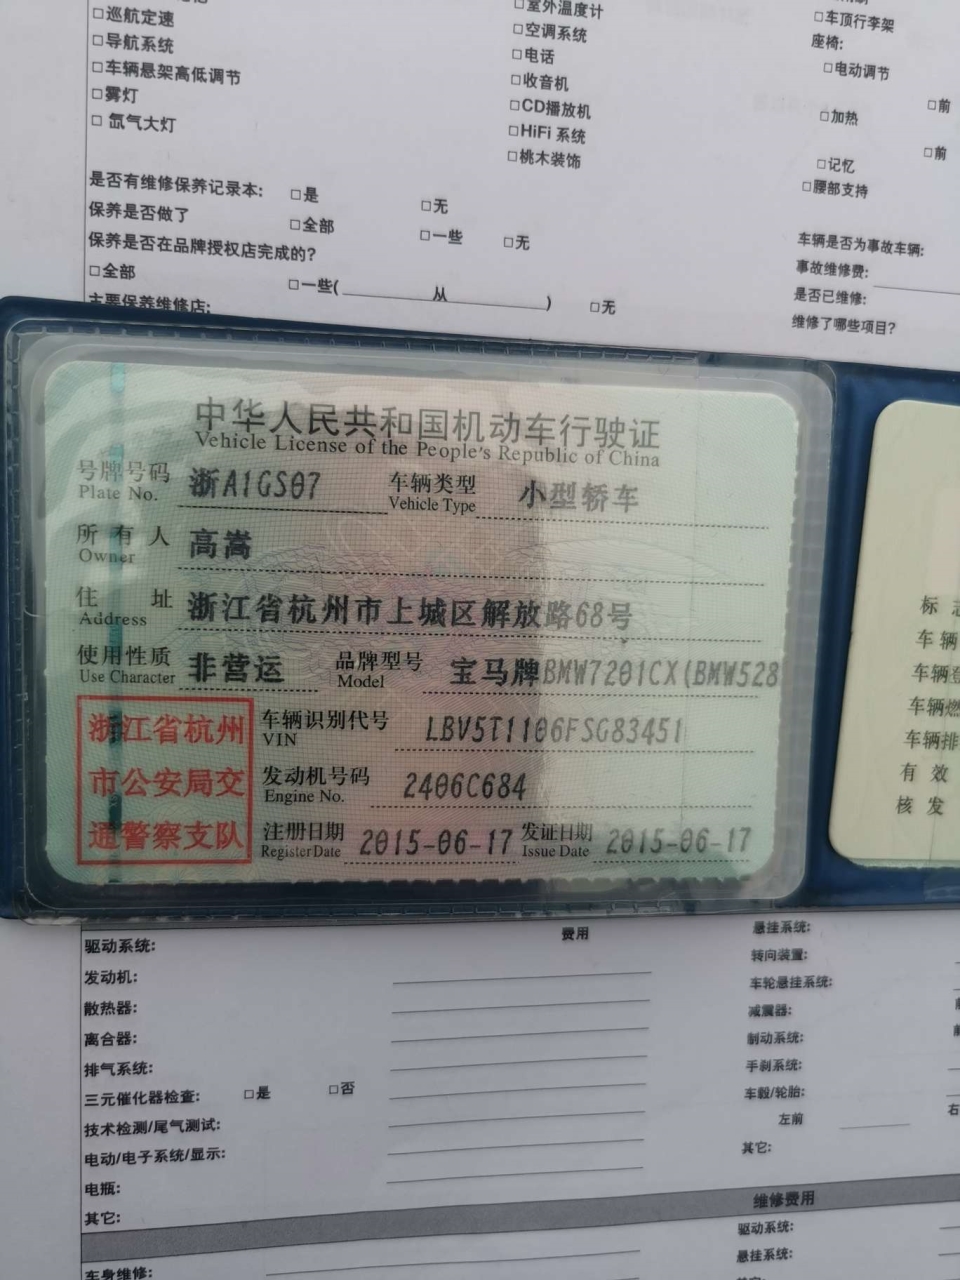 □巡航定速
□导航系统
□车辆悬架高低调节
□雾灯
□氙气大灯
□室外温度计
□空调系统
□电话
□收音机
□CD播放机
□HiFi 系统
□桃木装饰
□车顶行李架
座椅:
□电动调节
□前
□加热
□前
□记忆
□腰部支持
是否有维修保养记录本: □是 □无
保养是否做了 □全部 □一些 □无
保养是否在品牌授权店完成的?
□全部 □一些( 从 ) □无
主要保养维修店:
车辆是否为事故车辆:
事故维修费:
是否已维修:
维修了哪些项目?
中华人民共和国机动车行驶证
Vehicle License of the People's Republic of China
号牌号码 浙A1GS07 车辆类型 小型轿车
Plate No. Vehicle Type
所有人 高嵩
Owner
住址 浙江省杭州市上城区解放路68号
Address
使用性质 非营运 品牌型号 宝马牌BMW7201CX(BMW528
Use Character Model
浙江省杭州
市公安局交
通警察支队
车辆识别代号 LBV5T1106FSG83451
VIN
发动机号码 2406C684
Engine No.
注册日期 2015-06-17 发证日期 2015-06-17
Register Date Issue Date
标
车辆
车辆
车辆燃
车辆排
有效
核发
费用
驱动系统:
发动机:
散热器:
离合器:
排气系统:
三元催化器检查: □是 □否
技术检测/尾气测试:
电动/电子系统/显示:
电瓶:
其它:
悬挂系统:
转向装置:
车轮悬挂系统:
减震器:
制动系统:
手刹系统:
车毂/轮胎:
左前 右
其它:
维修费用
车身维修:
驱动系统:
悬挂系统: